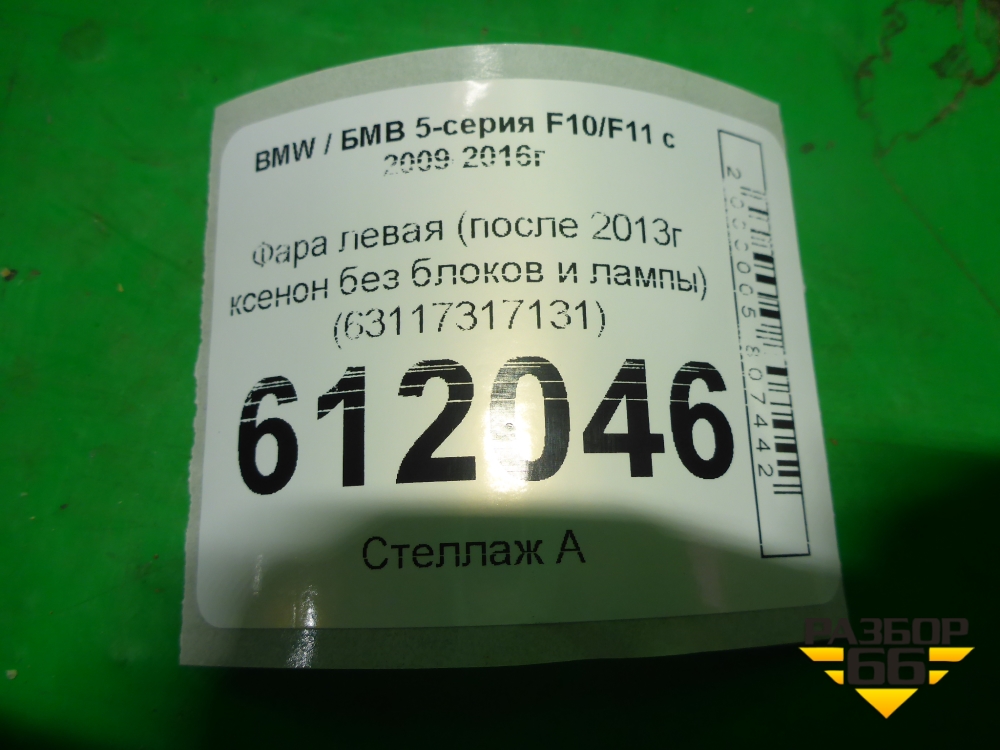 BMW / БМВ 5-серия F10/F11 с
2009-2016г
Фара левая (после 2013г
ксенон без блоков и лампы)
(63117317131)
612046
Стеллаж А
2000005807442
РАЗБОР
66